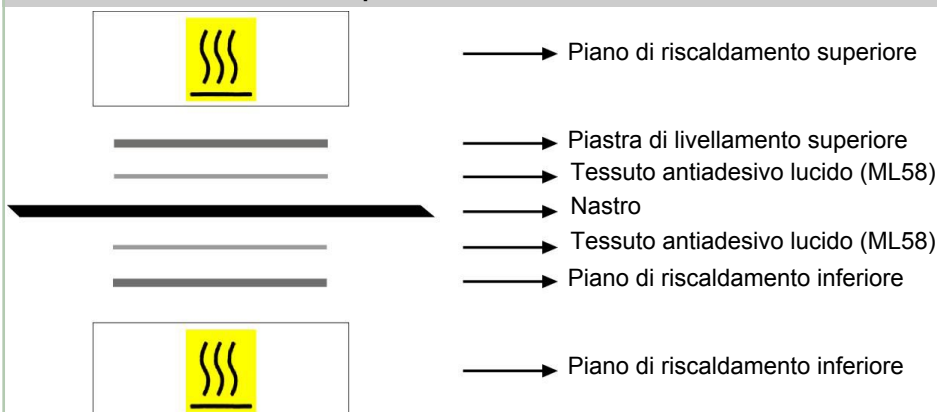 Piano di riscaldamento superiore
Piastra di livellamento superiore
Tessuto antiadesivo lucido (ML58)
Nastro
Tessuto antiadesivo lucido (ML58)
Piano di riscaldamento inferiore
Piano di riscaldamento inferiore